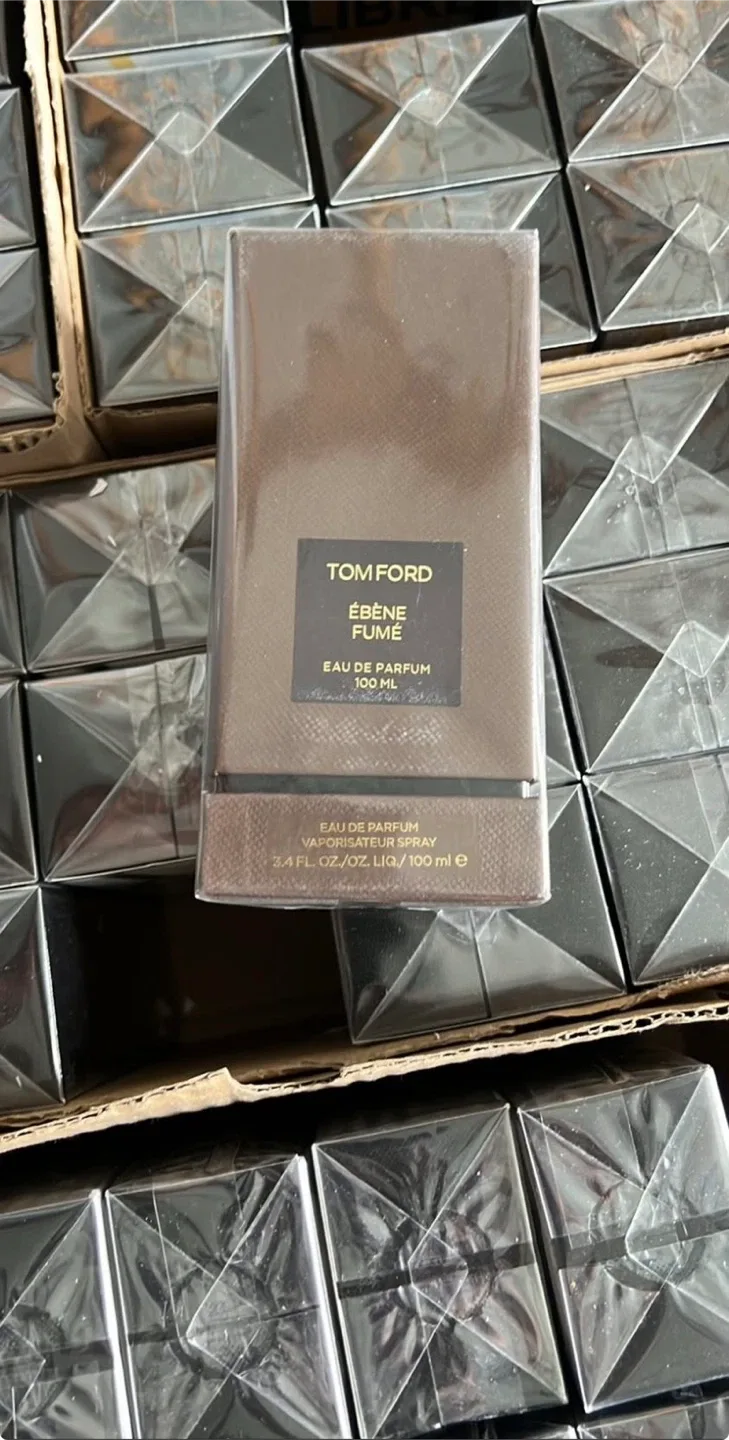 LIBRE
TOM FORD
ÉBÈNE
FUMÉ
EAU DE PARFUM
100 ML
EAU DE PARFUM
VAPORISATEUR SPRAY
3.4 FL. OZ./OZ. LIQ./100 ml ℮